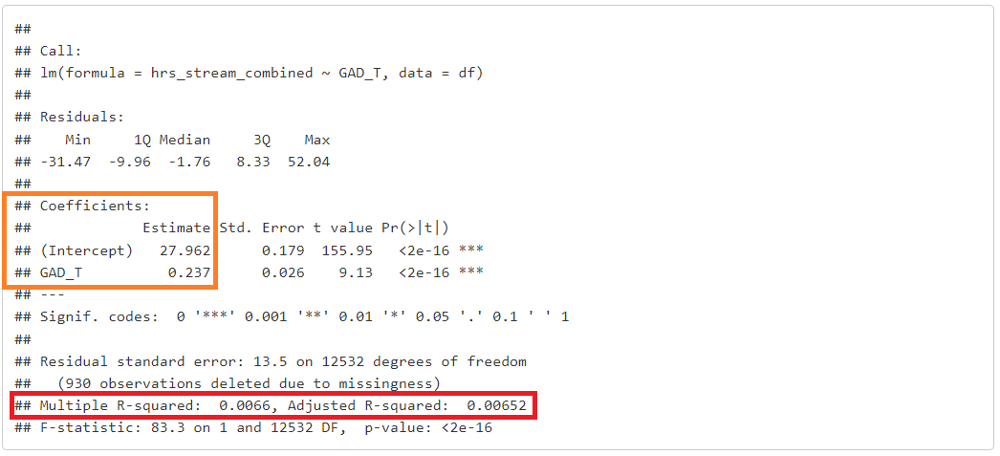 ##
## Call:
## lm(formula = hrs_stream_combined ~ GAD_T, data = df)
##
## Residuals:
##    Min     1Q Median     3Q    Max
## -31.47  -9.96  -1.76   8.33  52.04
##
## Coefficients:
##             Estimate Std. Error t value Pr(>|t|)
## (Intercept)   27.962      0.179  155.95   <2e-16 ***
## GAD_T          0.237      0.026    9.13   <2e-16 ***
## ---
## Signif. codes:  0 '***' 0.001 '**' 0.01 '*' 0.05 '.' 0.1 ' ' 1
##
## Residual standard error: 13.5 on 12532 degrees of freedom
##   (930 observations deleted due to missingness)
## Multiple R-squared:  0.0066, Adjusted R-squared:  0.00652
## F-statistic: 83.3 on 1 and 12532 DF,  p-value: <2e-16